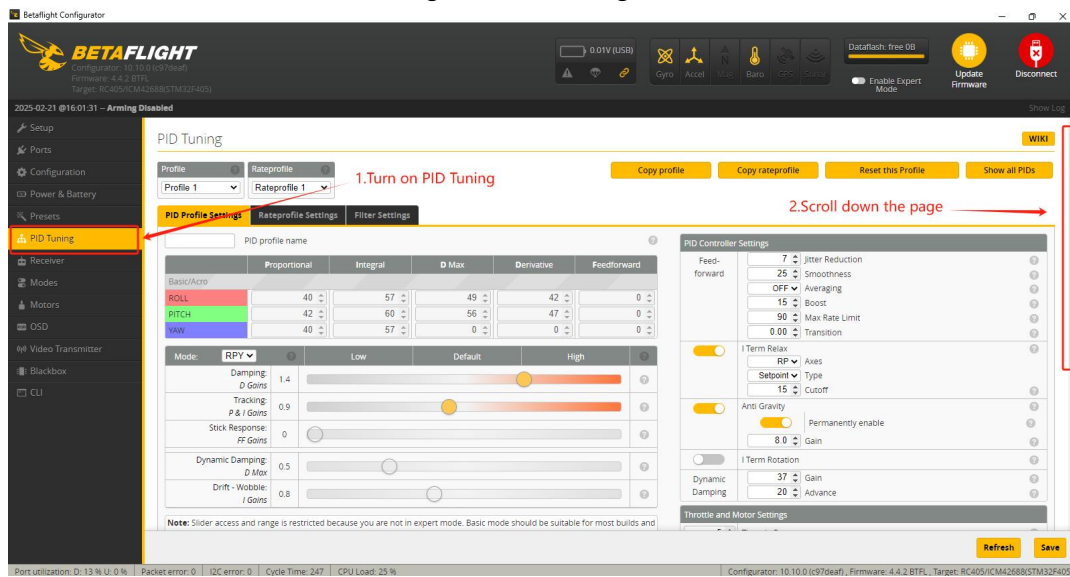 Betaflight Configurator
BETAFLIGHT
Configurator: 10.10.0 (c97deaf)
Firmware: 4.4.2 BTFL
Target: RC405/ICM42688(STM32F405)
0.01V (USB)
Gyro Accel Mag Baro GPS Sonar
Dataflash: free 0B
Enable Expert Mode
Update Firmware
Disconnect
2025-02-21 @16:01:31 – Arming Disabled
Show Log
Setup
Ports
Configuration
Power & Battery
Presets
PID Tuning
Receiver
Modes
Motors
OSD
Video Transmitter
Blackbox
CLI
PID Tuning
WIKI
Profile
Profile 1
Rateprofile
Rateprofile 1
1.Turn on PID Tuning
Copy profile
Copy rateprofile
Reset this Profile
Show all PIDs
2.Scroll down the page
PID Profile Settings
Rateprofile Settings
Filter Settings
PID profile name
Proportional Integral D Max Derivative Feedforward
Basic/Acro
ROLL 40 57 49 42 0
PITCH 42 60 56 47 0
YAW 40 57 0 0 0
Mode: RPY Low Default High
Damping:
D Gains
1.4
Tracking:
P & I Gains
0.9
Stick Response:
FF Gains
0
Dynamic Damping:
D Max
0.5
Drift - Wobble:
I Gains
0.8
Note: Slider access and range is restricted because you are not in expert mode. Basic mode should be suitable for most builds and
PID Controller Settings
Feed-
forward
7 Jitter Reduction
25 Smoothness
OFF Averaging
15 Boost
90 Max Rate Limit
0.00 Transition
I Term Relax
RP Axes
Setpoint Type
15 Cutoff
Anti Gravity
Permanently enable
8.0 Gain
I Term Rotation
Dynamic
Damping
37 Gain
20 Advance
Throttle and Motor Settings
Refresh
Save
Port utilization: D: 13 % U: 0 %
Packet error: 0
I2C error: 0
Cycle Time: 247
CPU Load: 25 %
Configurator: 10.10.0 (c97deaf) , Firmware: 4.4.2 BTFL , Target: RC405/ICM42688(STM32F405